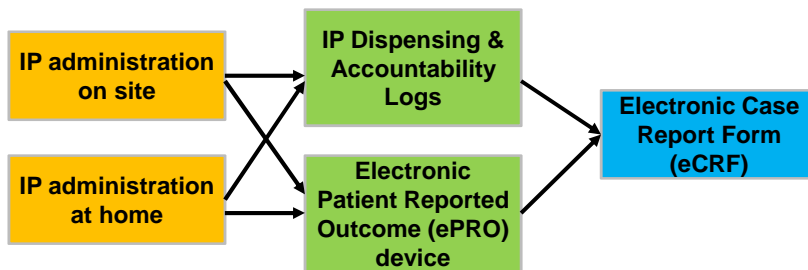 IP administration
on site
IP administration
at home
IP Dispensing &
Accountability
Logs
Electronic
Patient Reported
Outcome (ePRO)
device
Electronic Case
Report Form
(eCRF)